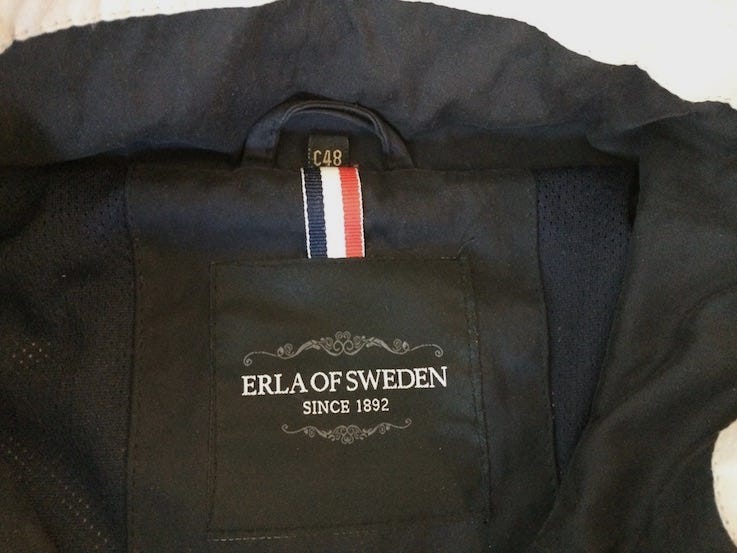 C48
ERLA OF SWEDEN
SINCE 1892